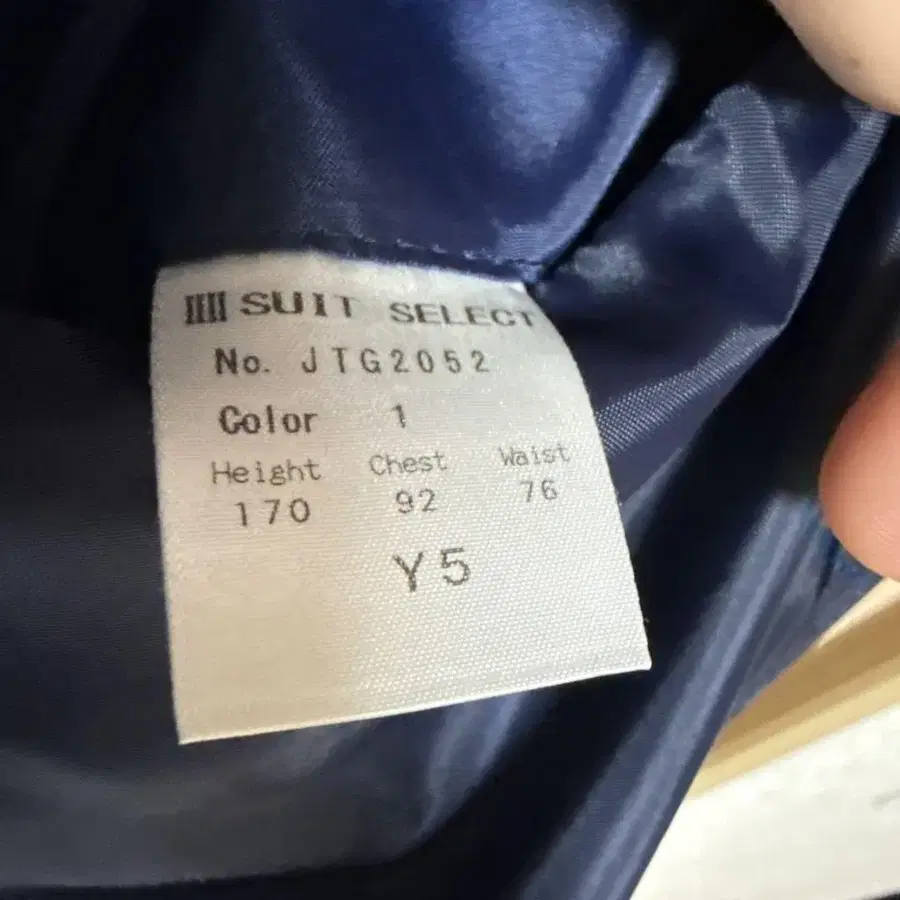 SUIT SELECT
No. JTG2052
Color 1
Height Chest Waist
170 92 76
Y5